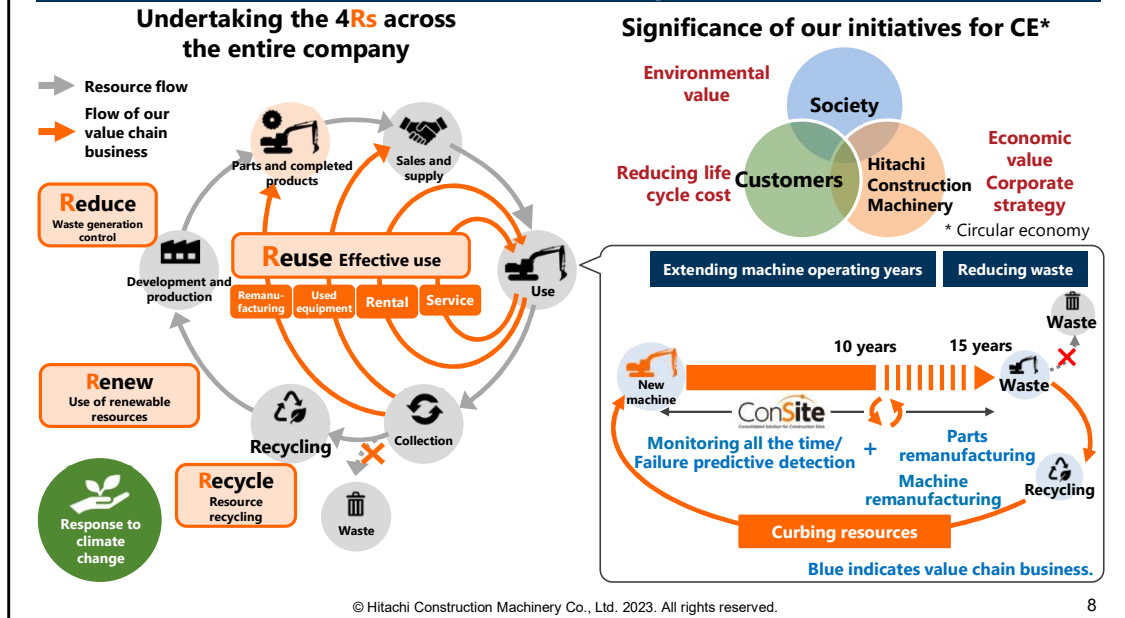 Undertaking the 4Rs across
the entire company
Resource flow
Flow of our
value chain
business
Parts and completed
products
Sales and
supply
Reduce
Waste generation
control
Development and
production
Reuse Effective use
Remanu-
facturing
Used
equipment
Rental
Service
Use
Renew
Use of renewable
resources
Recycling
Collection
Recycle
Resource
recycling
Waste
Response to
climate
change
Significance of our initiatives for CE*
Environmental
value
Society
Reducing life
cycle cost
Customers
Hitachi
Construction
Machinery
Economic
value
Corporate
strategy
* Circular economy
Extending machine operating years
Reducing waste
Waste
10 years
15 years
New
machine
Waste
ConSite
Consolidated Solution for Construction Sites
Monitoring all the time/
Failure predictive detection
+
Parts
remanufacturing
Machine
remanufacturing
Recycling
Curbing resources
Blue indicates value chain business.
© Hitachi Construction Machinery Co., Ltd. 2023. All rights reserved.
8